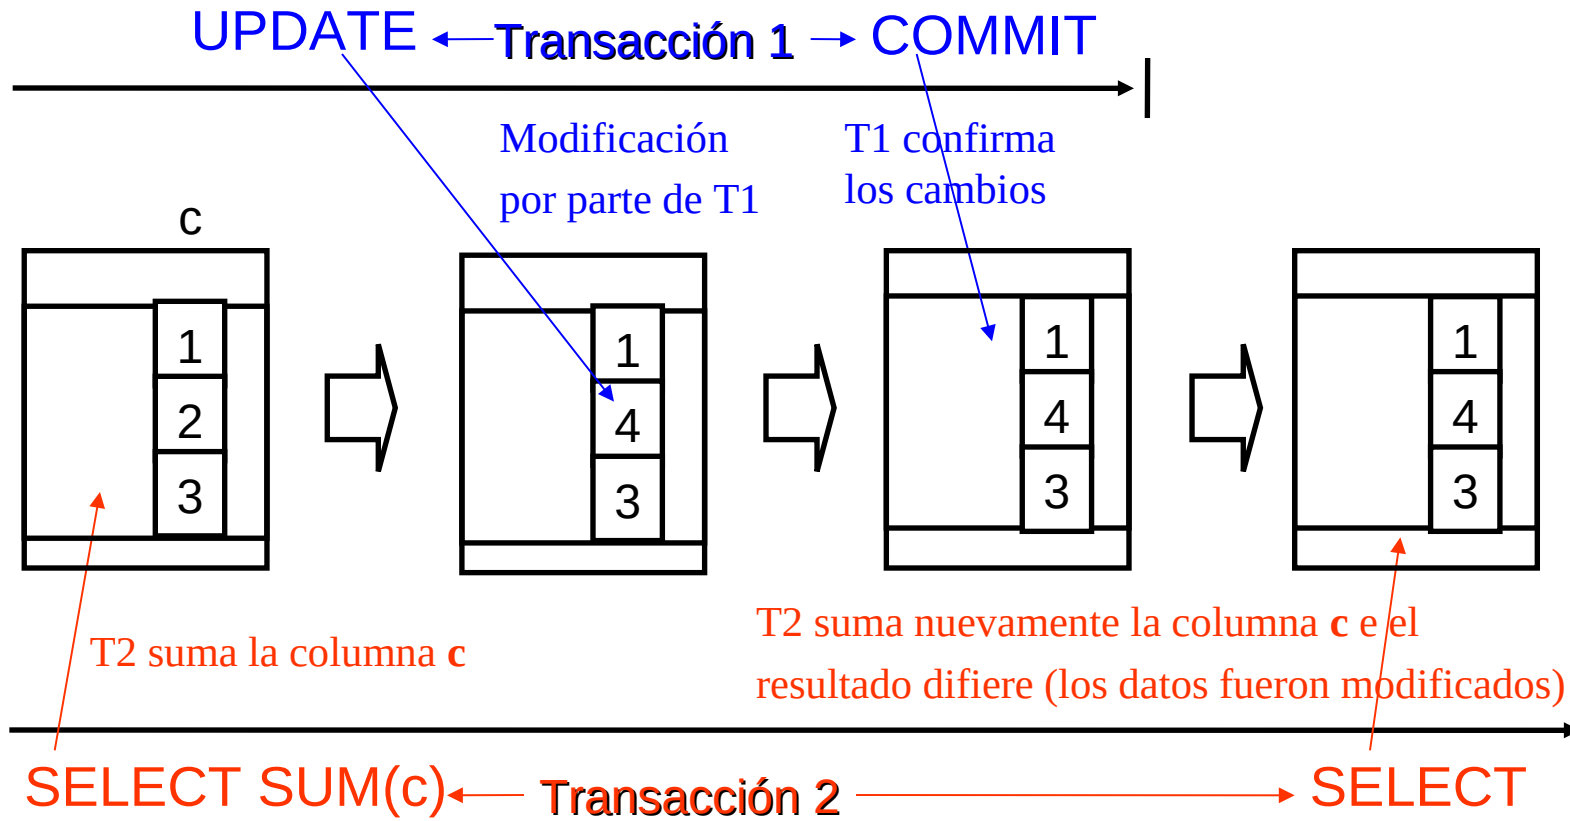 UPDATE Transacción 1 COMMIT
Modificación
por parte de T1
T1 confirma
los cambios
c
1
2
3
1
4
3
1
4
3
1
4
3
T2 suma la columna c
T2 suma nuevamente la columna c e el
resultado difiere (los datos fueron modificados)
SELECT SUM(c) Transacción 2 SELECT